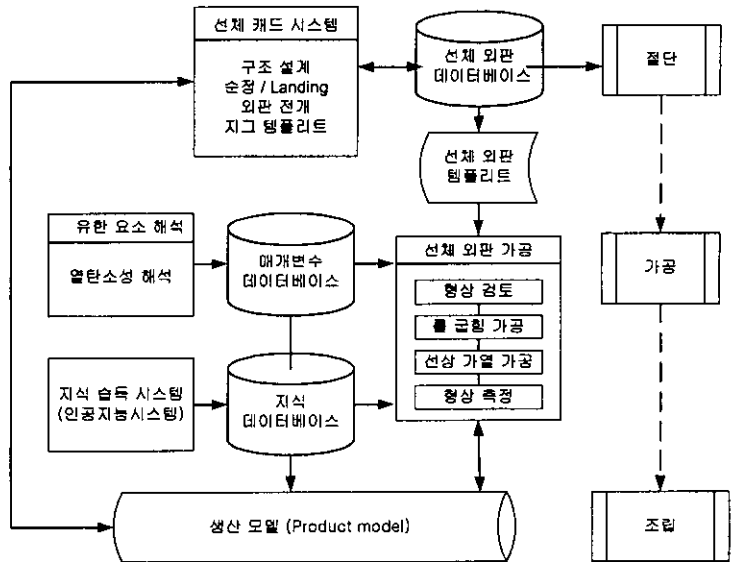 선체 캐드 시스템
구조 설계
순정 / Landing
외판 전개
지그 템플리트
선체 외판
데이터베이스
절단
선체 외판
템플리트
유한 요소 해석
열탄소성 해석
매개변수
데이터베이스
선체 외판 가공
형상 검토
롤 굽힘 가공
선상 가열 가공
형상 측정
가공
지식 습득 시스템
(인공지능시스템)
지식
데이터베이스
생산 모델 (Product model)
조립